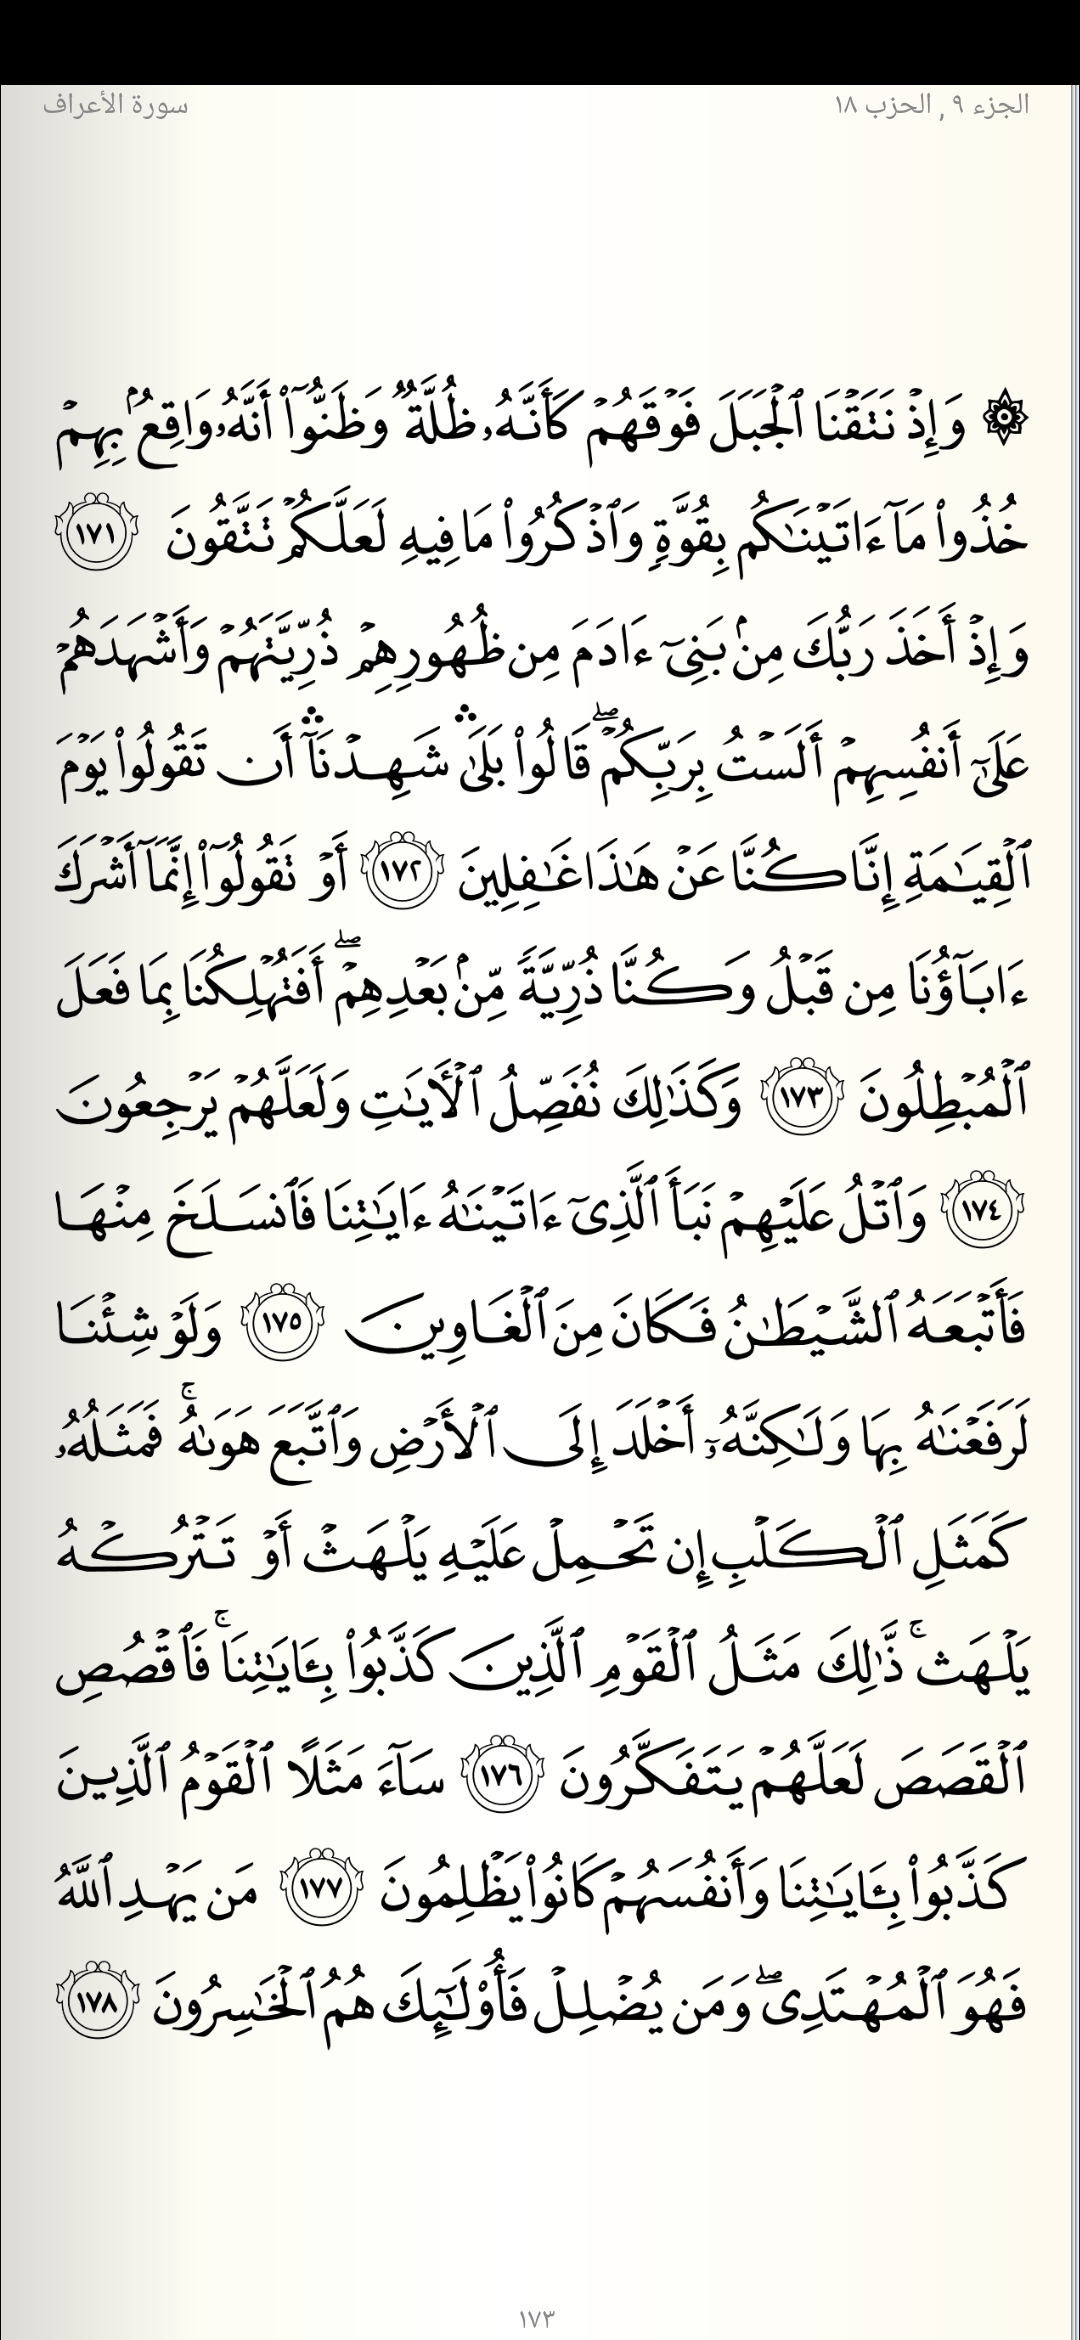 الجزء ٩ , الحزب ١٨
سورة الأعراف
۞ وَإِذْ نَتَقْنَا ٱلْجَبَلَ فَوْقَهُمْ كَأَنَّهُۥ ظُلَّةٌ وَظَنُّوٓا۟ أَنَّهُۥ وَاقِعٌۢ بِهِمْ
خُذُوا۟ مَآ ءَاتَيْنَـٰكُم بِقُوَّةٍ وَٱذْكُرُوا۟ مَا فِيهِ لَعَلَّكُمْ تَتَّقُونَ ١٧١
وَإِذْ أَخَذَ رَبُّكَ مِنۢ بَنِىٓ ءَادَمَ مِن ظُهُورِهِمْ ذُرِّيَّتَهُمْ وَأَشْهَدَهُمْ
عَلَىٰٓ أَنفُسِهِمْ أَلَسْتُ بِرَبِّكُمْ ۖ قَالُوا۟ بَلَىٰ ۛ شَهِدْنَآ ۛ أَن تَقُولُوا۟ يَوْمَ
ٱلْقِيَـٰمَةِ إِنَّا كُنَّا عَنْ هَـٰذَا غَـٰفِلِينَ ١٧٢ أَوْ تَقُولُوٓا۟ إِنَّمَآ أَشْرَكَ
ءَابَآؤُنَا مِن قَبْلُ وَكُنَّا ذُرِّيَّةً مِّنۢ بَعْدِهِمْ ۖ أَفَتُهْلِكُنَا بِمَا فَعَلَ
ٱلْمُبْطِلُونَ ١٧٣ وَكَذَٰلِكَ نُفَصِّلُ ٱلْـَٔايَـٰتِ وَلَعَلَّهُمْ يَرْجِعُونَ
١٧٤ وَٱتْلُ عَلَيْهِمْ نَبَأَ ٱلَّذِىٓ ءَاتَيْنَـٰهُ ءَايَـٰتِنَا فَٱنسَلَخَ مِنْهَا
فَأَتْبَعَهُ ٱلشَّيْطَـٰنُ فَكَانَ مِنَ ٱلْغَاوِينَ ١٧٥ وَلَوْ شِئْنَا
لَرَفَعْنَـٰهُ بِهَا وَلَـٰكِنَّهُۥٓ أَخْلَدَ إِلَى ٱلْأَرْضِ وَٱتَّبَعَ هَوَىٰهُ ۚ فَمَثَلُهُۥ
كَمَثَلِ ٱلْكَلْبِ إِن تَحْمِلْ عَلَيْهِ يَلْهَثْ أَوْ تَتْرُكْهُ
يَلْهَث ۚ ذَّٰلِكَ مَثَلُ ٱلْقَوْمِ ٱلَّذِينَ كَذَّبُوا۟ بِـَٔايَـٰتِنَا ۚ فَٱقْصُصِ
ٱلْقَصَصَ لَعَلَّهُمْ يَتَفَكَّرُونَ ١٧٦ سَآءَ مَثَلًا ٱلْقَوْمُ ٱلَّذِينَ
كَذَّبُوا۟ بِـَٔايَـٰتِنَا وَأَنفُسَهُمْ كَانُوا۟ يَظْلِمُونَ ١٧٧ مَن يَهْدِ ٱللَّهُ
فَهُوَ ٱلْمُهْتَدِى ۖ وَمَن يُضْلِلْ فَأُو۟لَـٰٓئِكَ هُمُ ٱلْخَـٰسِرُونَ ١٧٨
١٧٣